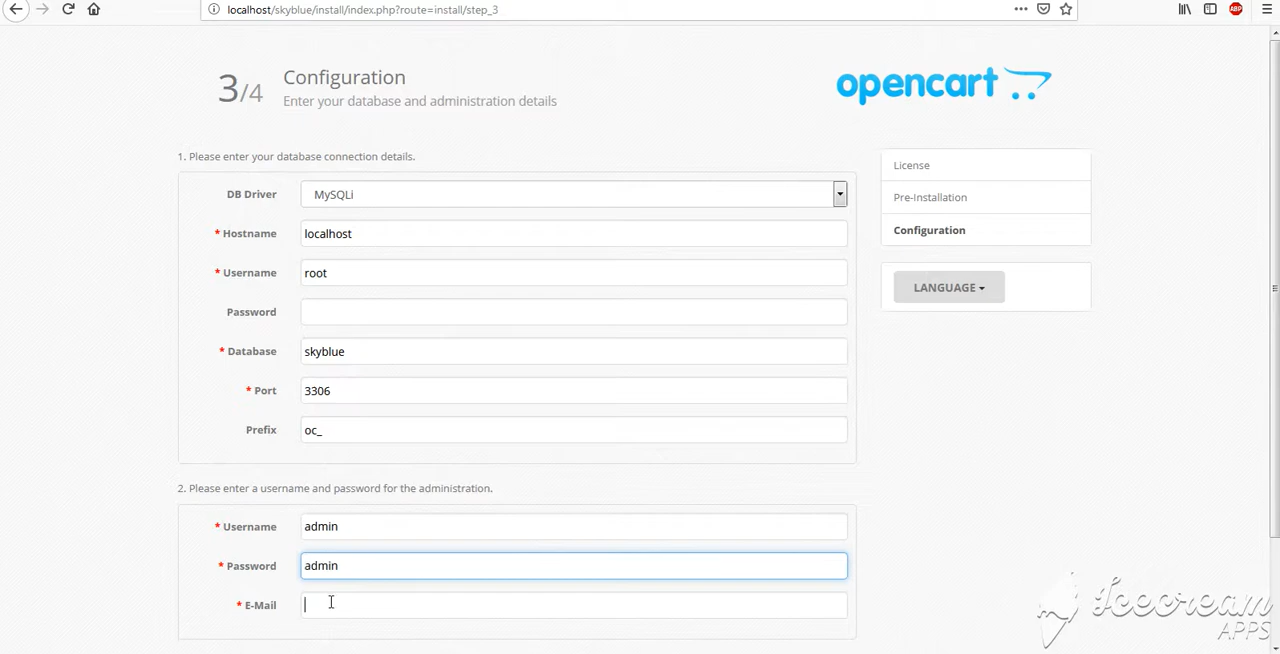 localhost/skyblue/install/index.php?route=install/step_3
ABP
3/4
Configuration
Enter your database and administration details
opencart
1. Please enter your database connection details.
DB Driver MySQLi
* Hostname localhost
* Username root
Password
* Database skyblue
* Port 3306
Prefix oc_
License
Pre-Installation
Configuration
LANGUAGE
2. Please enter a username and password for the administration.
* Username admin
* Password admin
* E-Mail
Icecream
APPS